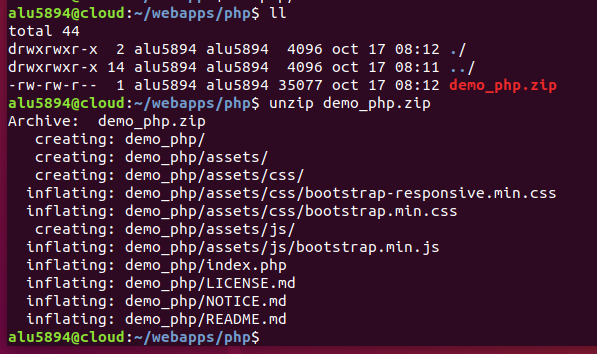 alu5894@cloud:~/webapps/php$ ll
total 44
drwxrwxr-x  2 alu5894 alu5894  4096 oct 17 08:12 ./
drwxrwxr-x 14 alu5894 alu5894  4096 oct 17 08:11 ../
-rw-rw-r--  1 alu5894 alu5894 35077 oct 17 08:12 demo_php.zip
alu5894@cloud:~/webapps/php$ unzip demo_php.zip
Archive:  demo_php.zip
   creating: demo_php/
   creating: demo_php/assets/
   creating: demo_php/assets/css/
  inflating: demo_php/assets/css/bootstrap-responsive.min.css
  inflating: demo_php/assets/css/bootstrap.min.css
   creating: demo_php/assets/js/
  inflating: demo_php/assets/js/bootstrap.min.js
  inflating: demo_php/index.php
  inflating: demo_php/LICENSE.md
  inflating: demo_php/NOTICE.md
  inflating: demo_php/README.md
alu5894@cloud:~/webapps/php$